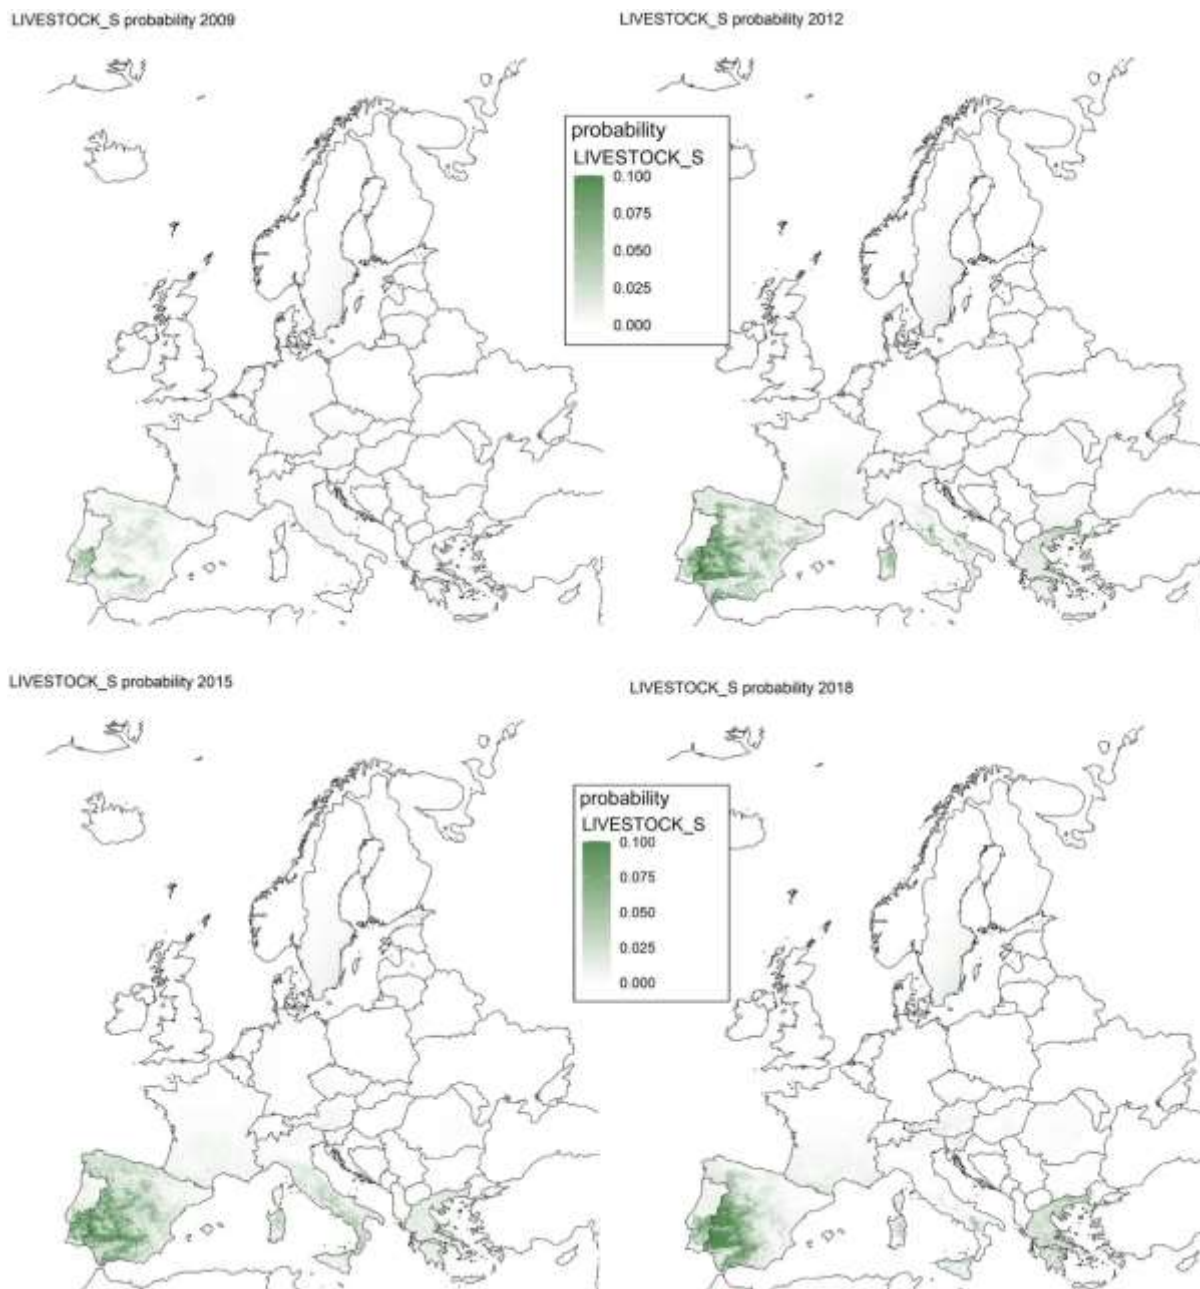 LIVESTOCK_S probability 2009
LIVESTOCK_S probability 2012
probability
LIVESTOCK_S
0.100
0.075
0.050
0.025
0.000
LIVESTOCK_S probability 2015
LIVESTOCK_S probability 2018
probability
LIVESTOCK_S
0.100
0.075
0.050
0.025
0.000